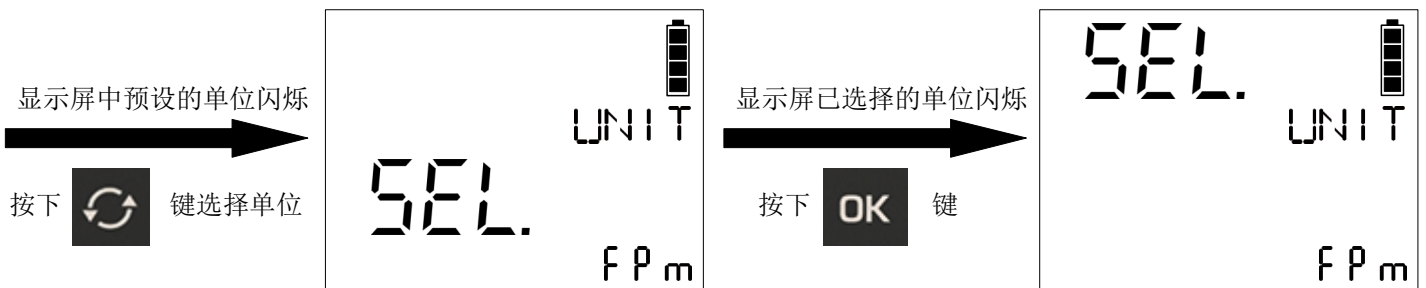 显示屏中预设的单位闪烁
按下 键选择单位
UNIT
SEL.
FPm
显示屏已选择的单位闪烁
按下 OK 键
SEL.
UNIT
FPm